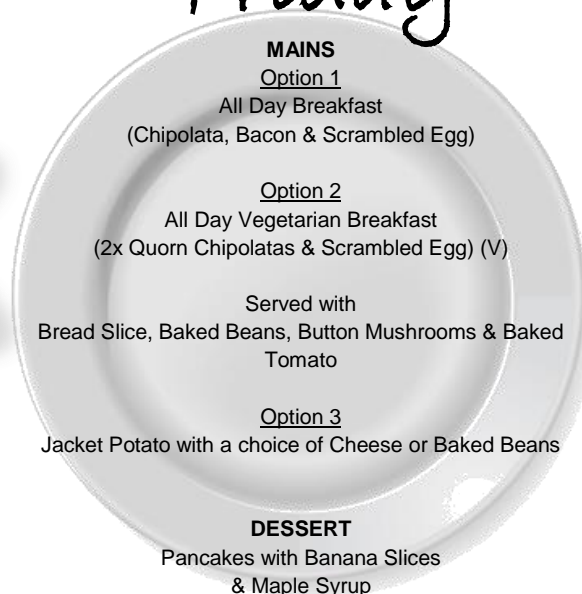 Friday
MAINS
Option 1
All Day Breakfast
(Chipolata, Bacon & Scrambled Egg)
Option 2
All Day Vegetarian Breakfast
(2x Quorn Chipolatas & Scrambled Egg) (V)
Served with
Bread Slice, Baked Beans, Button Mushrooms & Baked
Tomato
Option 3
Jacket Potato with a choice of Cheese or Baked Beans
DESSERT
Pancakes with Banana Slices
& Maple Syrup